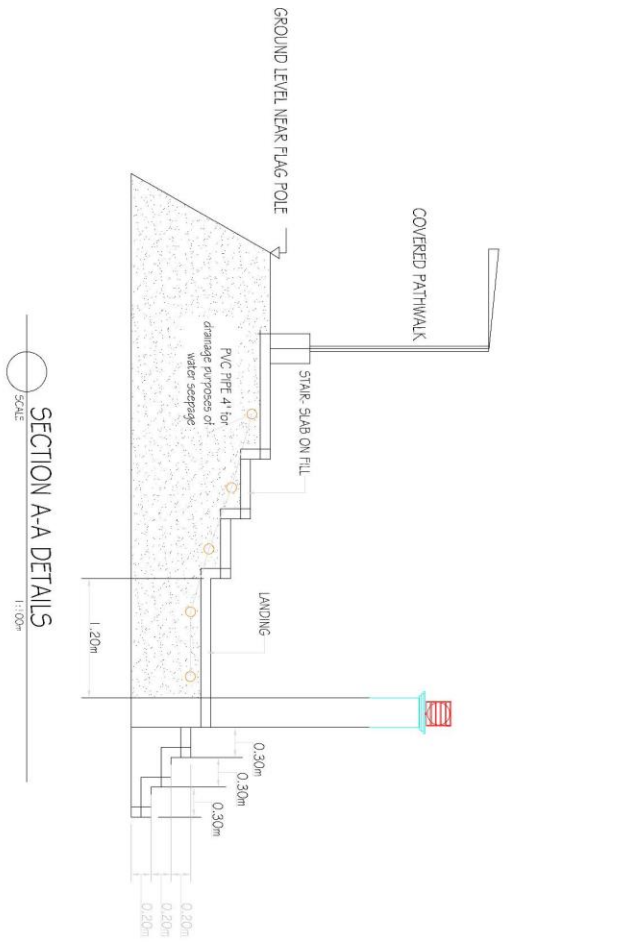 COVERED PATHWALK
GROUND LEVEL NEAR FLAG POLE
STAIR- SLAB ON FILL
PVC PIPE 4" for
drainage purposes of
water seepage
LANDING
0.30m
0.30m
0.30m
1.20m
0.20m
0.20m
0.20m
SECTION A-A DETAILS
SCALE
1:100m